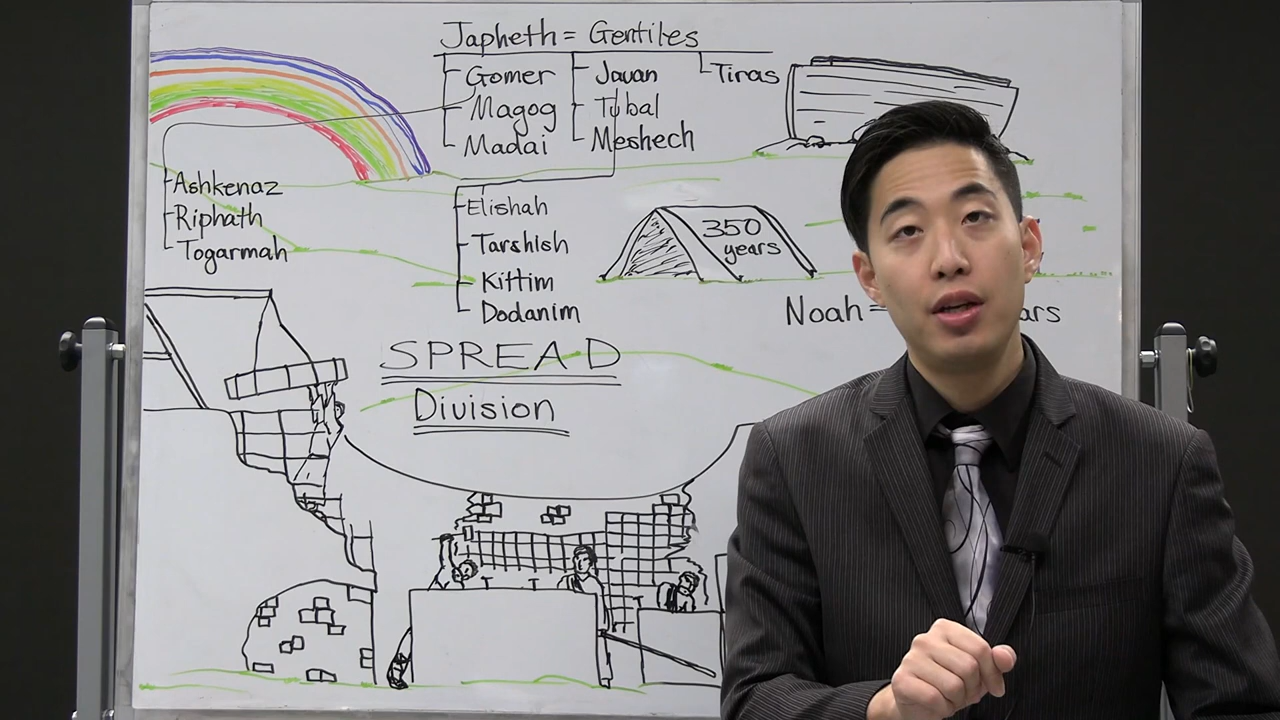 Japheth = Gentiles
Gomer
Magog
Madai
Javan
Tubal
Meshech
Tiras
Ashkenaz
Riphath
Togarmah
Elishah
Tarshish
Kittim
Dodanim
350
years
Noah =
SPREAD
Division